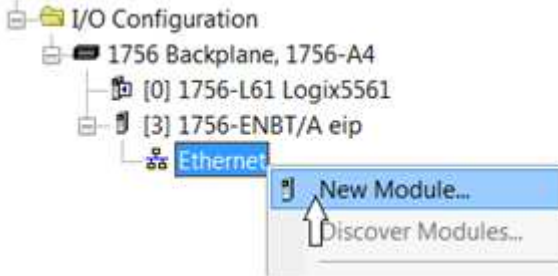 I/O Configuration
1756 Backplane, 1756-A4
[0] 1756-L61 Logix5561
[3] 1756-ENBT/A eip
Ethernet
New Module...
Discover Modules...